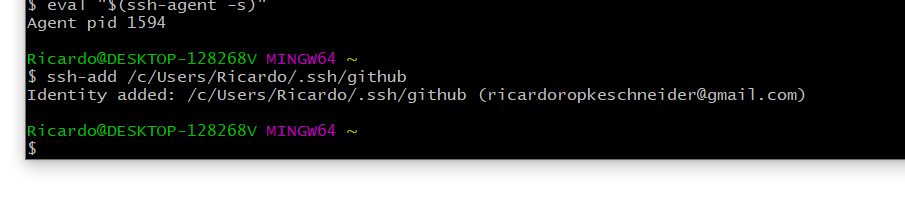 $ eval "$(ssh-agent -s)"
Agent pid 1594
Ricardo@DESKTOP-128268V MINGW64 ~
$ ssh-add /c/Users/Ricardo/.ssh/github
Identity added: /c/Users/Ricardo/.ssh/github (ricardoropkeschneider@gmail.com)
Ricardo@DESKTOP-128268V MINGW64 ~
$